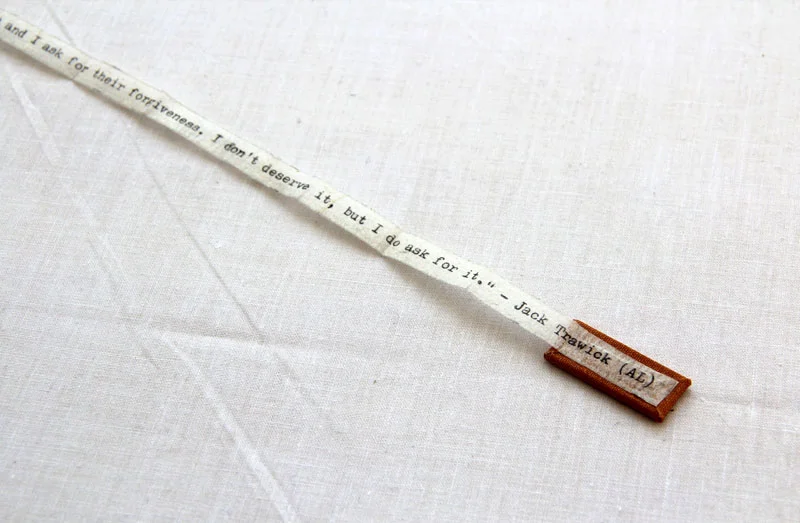 and I ask for their forgiveness. I don't deserve it, but I do ask for it." - Jack Trawick (AL)